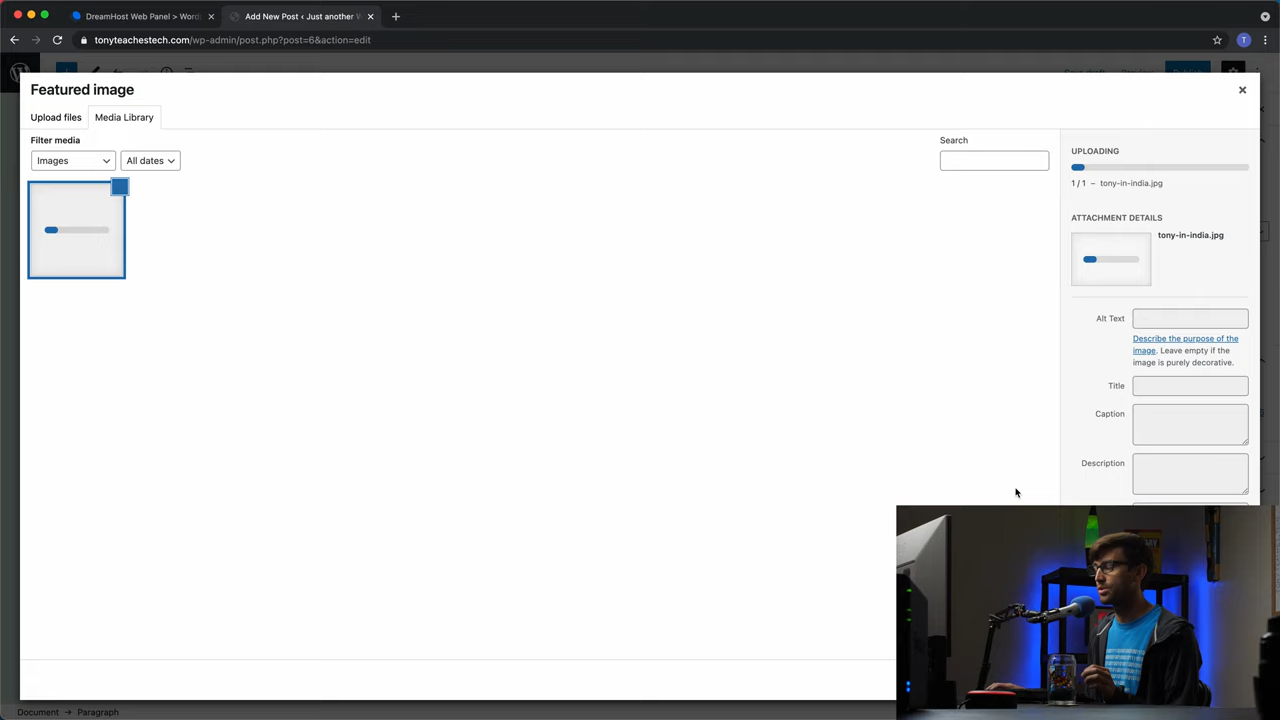 DreamHost Web Panel > Word
Add New Post ‹ Just another W
tonyteachestech.com/wp-admin/post.php?post=6&action=edit
T
Featured image
Upload files
Media Library
Filter media
Images
All dates
Search
UPLOADING
1 / 1 – tony-in-india.jpg
ATTACHMENT DETAILS
tony-in-india.jpg
Alt Text
Describe the purpose of the
image. Leave empty if the
image is purely decorative.
Title
Caption
Description
Document → Paragraph